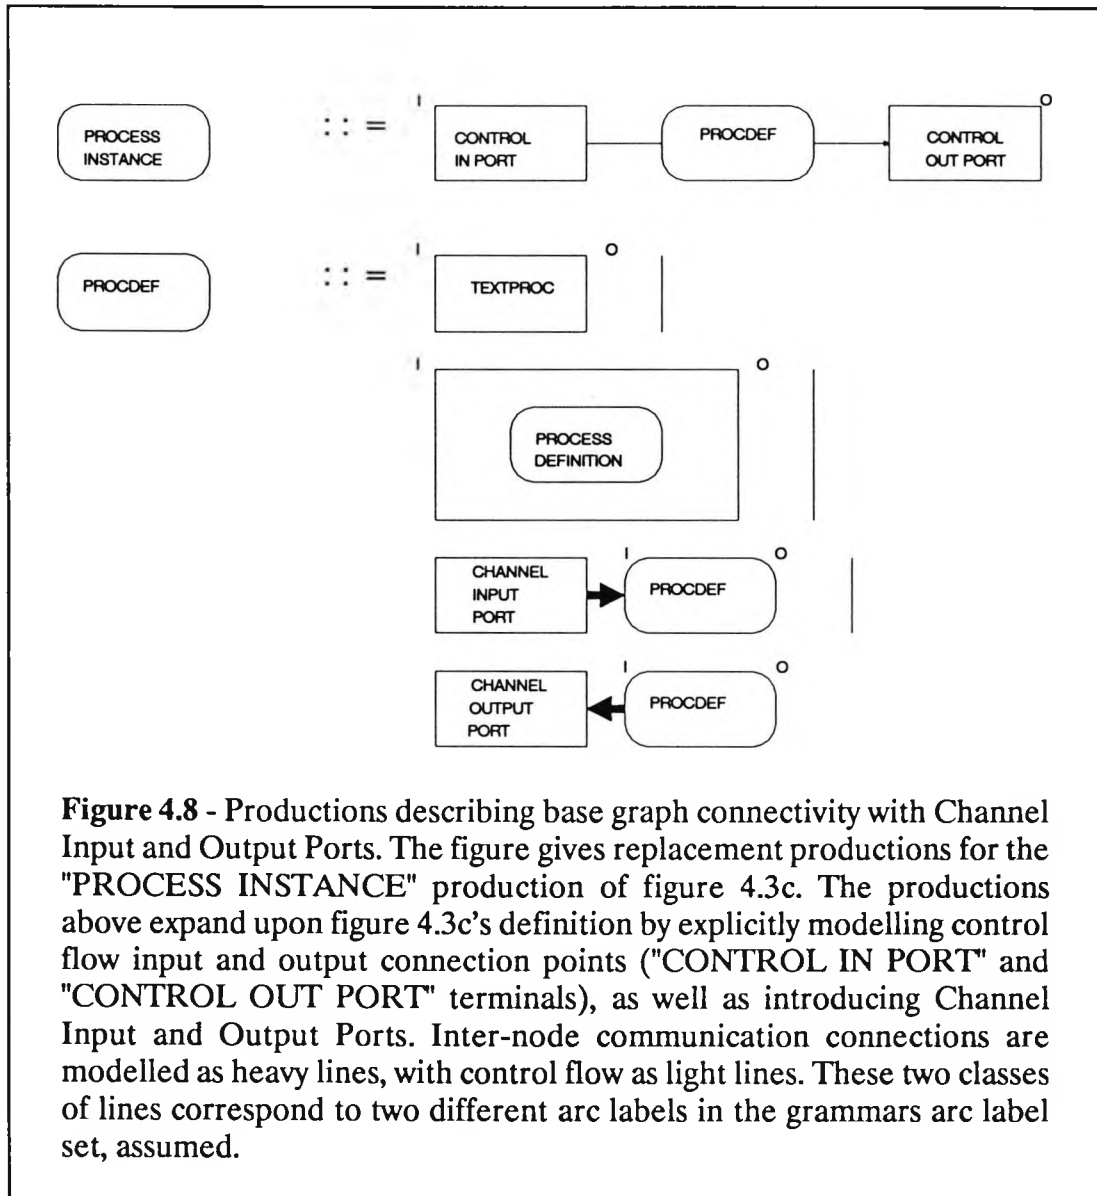 I O
PROCESS
INSTANCE
: : =
CONTROL
IN PORT
PROCDEF
CONTROL
OUT PORT
I O
PROCDEF
: : =
TEXTPROC
I O
PROCESS
DEFINITION
I O
CHANNEL
INPUT
PORT
PROCDEF
I O
CHANNEL
OUTPUT
PORT
PROCDEF
Figure 4.8 - Productions describing base graph connectivity with Channel
Input and Output Ports. The figure gives replacement productions for the
"PROCESS INSTANCE" production of figure 4.3c. The productions
above expand upon figure 4.3c's definition by explicitly modelling control
flow input and output connection points ("CONTROL IN PORT" and
"CONTROL OUT PORT" terminals), as well as introducing Channel
Input and Output Ports. Inter-node communication connections are
modelled as heavy lines, with control flow as light lines. These two classes
of lines correspond to two different arc labels in the grammars arc label
set, assumed.